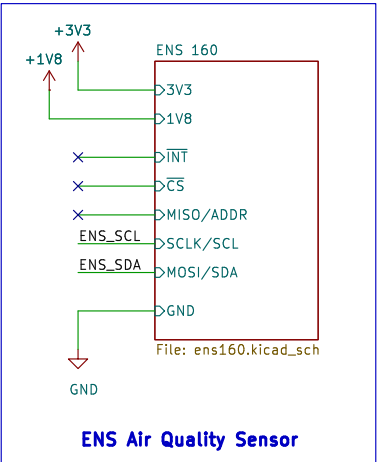 +3V3
ENS 160
+1V8
3V3
1V8
INT
CS
MISO/ADDR
ENS_SCL
SCLK/SCL
ENS_SDA
MOSI/SDA
GND
File: ens160.kicad_sch
GND
ENS Air Quality Sensor